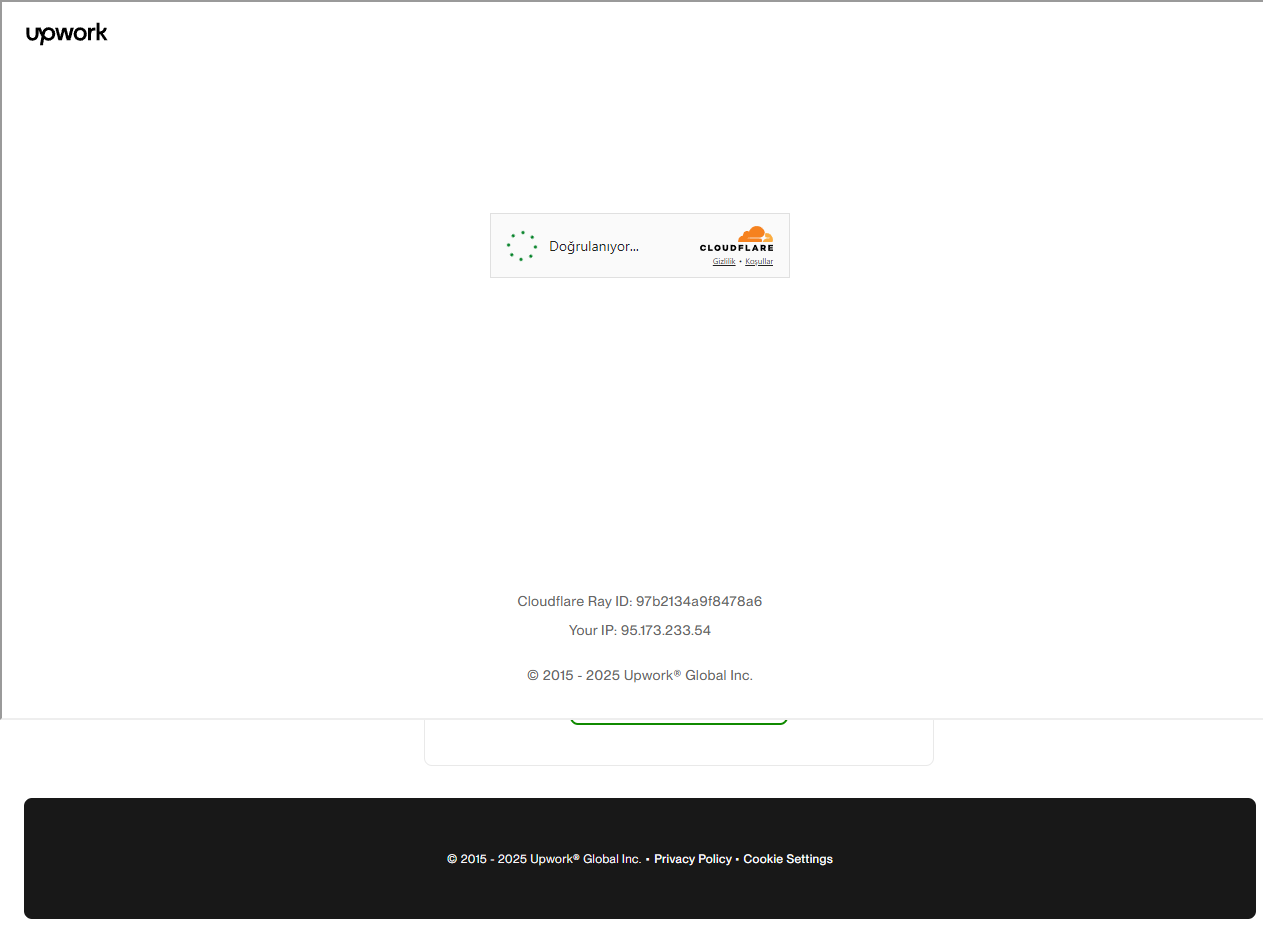 upwork
Doğrulanıyor...
CLOUDFLARE
Gizlilik • Koşullar
Cloudflare Ray ID: 97b2134a9f8478a6
Your IP: 95.173.233.54
© 2015 - 2025 Upwork® Global Inc.
© 2015 - 2025 Upwork® Global Inc. • Privacy Policy • Cookie Settings